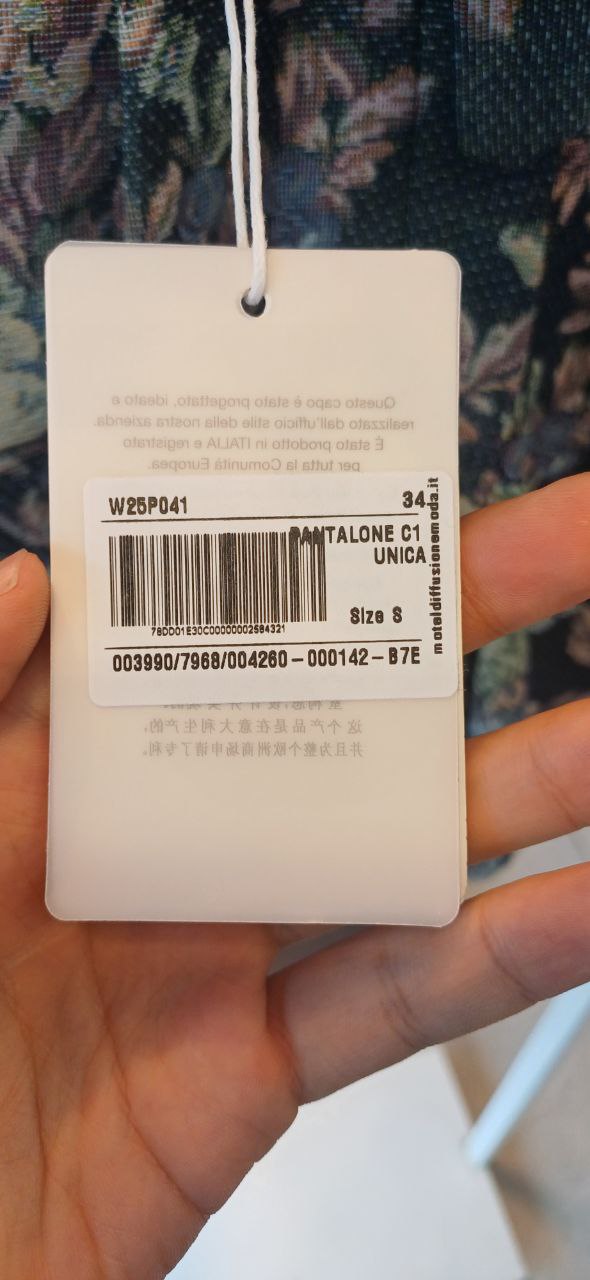 Questo capo è stato progettato, ideato e
realizzato dall'ufficio stile della nostra azienda.
È stato prodotto in ITALIA e registrato
per tutta la Comunità Europea.
W25P041 34
PANTALONE C1
UNICA
78DD01E30C00000002584321
Size S
003990/7968/004260-000142-B7E
moteldiffusionemoda.it
这个产品是在意大利生产的,
并且为整个欧洲商场申请了专利。